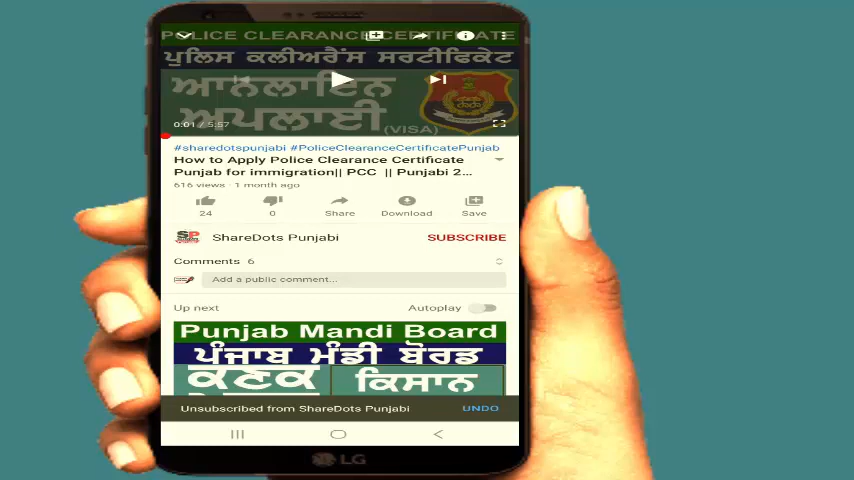 POLICE CLEARANCE CERTIFICATE
ਪੁਲਿਸ ਕਲੀਅਰੈਂਸ ਸਰਟੀਫਿਕੇਟ
ਆਨਲਾਇਨ
ਅਪਲਾਈ
(VISA)
0:01 / 5:57
#sharedotspunjabi #PoliceClearanceCertificatePunjab
How to Apply Police Clearance Certificate
Punjab for immigration|| PCC || Punjabi 2...
616 views · 1 month ago
24 0 Share Download Save
SP ShareDots Punjabi SUBSCRIBE
Comments 6
Add a public comment...
Up next Autoplay
Punjab Mandi Board
ਪੰਜਾਬ ਮੰਡੀ ਬੋਰਡ
ਕਣਕ ਕਿਸਾਨ
Unsubscribed from ShareDots Punjabi UNDO
LG